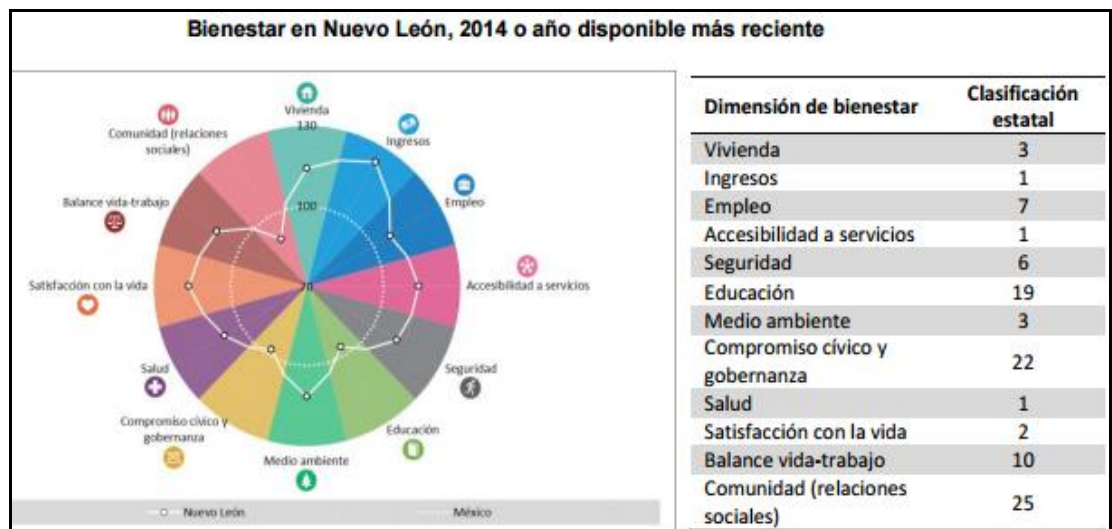 Bienestar en Nuevo León, 2014 o año disponible más reciente
Vivienda
130
Ingresos
Empleo
100
Accesibilidad a servicios
70
Seguridad
Educación
Medio ambiente
Compromiso cívico y
gobernanza
Salud
Satisfacción con la vida
Balance vida-trabajo
Comunidad (relaciones
sociales)
Nuevo León México
Dimensión de bienestar Clasificación
estatal
Vivienda 3
Ingresos 1
Empleo 7
Accesibilidad a servicios 1
Seguridad 6
Educación 19
Medio ambiente 3
Compromiso cívico y
gobernanza 22
Salud 1
Satisfacción con la vida 2
Balance vida-trabajo 10
Comunidad (relaciones
sociales) 25